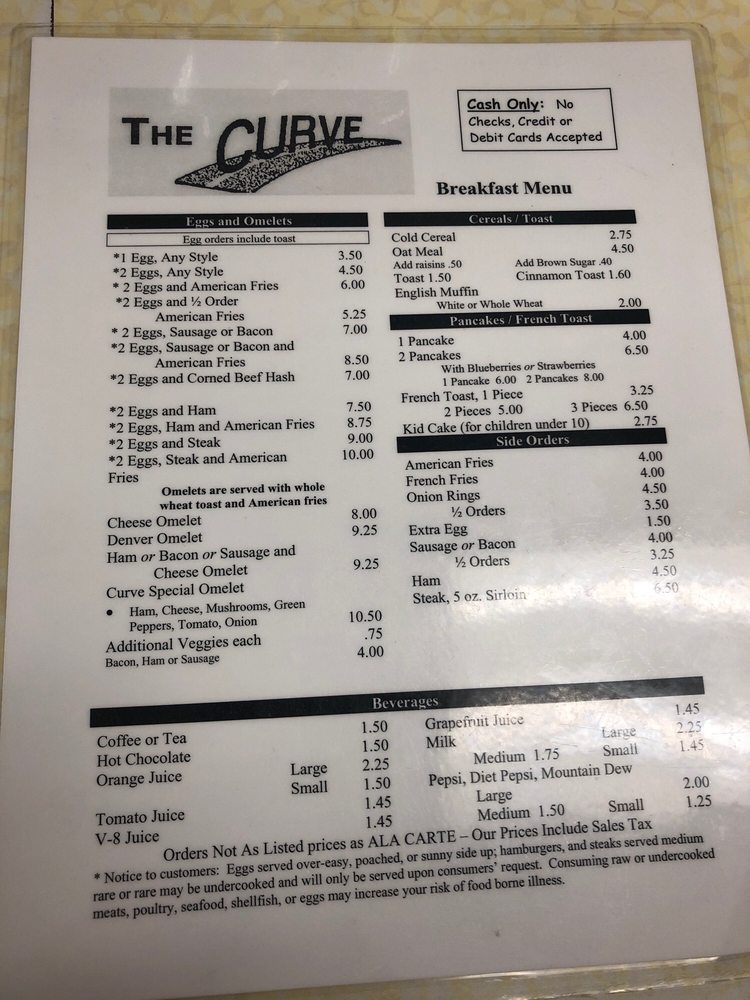 THE CURVE
Cash Only: No
Checks, Credit or
Debit Cards Accepted
Breakfast Menu
Eggs and Omelets
Egg orders include toast
*1 Egg, Any Style 3.50
*2 Eggs, Any Style 4.50
* 2 Eggs and American Fries 6.00
*2 Eggs and ½ Order
American Fries 5.25
* 2 Eggs, Sausage or Bacon 7.00
*2 Eggs, Sausage or Bacon and
American Fries 8.50
*2 Eggs and Corned Beef Hash 7.00
*2 Eggs and Ham 7.50
*2 Eggs, Ham and American Fries 8.75
*2 Eggs and Steak 9.00
*2 Eggs, Steak and American 10.00
Fries
Omelets are served with whole
wheat toast and American fries
Cheese Omelet 8.00
Denver Omelet 9.25
Ham or Bacon or Sausage and
Cheese Omelet 9.25
Curve Special Omelet
• Ham, Cheese, Mushrooms, Green
Peppers, Tomato, Onion 10.50
Additional Veggies each .75
Bacon, Ham or Sausage 4.00
Cereals / Toast
Cold Cereal 2.75
Oat Meal 4.50
Add raisins .50 Add Brown Sugar .40
Toast 1.50 Cinnamon Toast 1.60
English Muffin
White or Whole Wheat 2.00
Pancakes / French Toast
1 Pancake 4.00
2 Pancakes 6.50
With Blueberries or Strawberries
1 Pancake 6.00 2 Pancakes 8.00
French Toast, 1 Piece 3.25
2 Pieces 5.00 3 Pieces 6.50
Kid Cake (for children under 10) 2.75
Side Orders
American Fries 4.00
French Fries 4.00
Onion Rings 4.50
½ Orders 3.50
Extra Egg 1.50
Sausage or Bacon 4.00
½ Orders 3.25
Ham 4.50
Steak, 5 oz. Sirloin 6.50
Beverages
Coffee or Tea 1.50
Hot Chocolate 1.50
Orange Juice Large 2.25
Small 1.50
Tomato Juice 1.45
V-8 Juice 1.45
Grapefruit Juice 1.45
Milk Large 2.25
Medium 1.75 Small 1.45
Pepsi, Diet Pepsi, Mountain Dew
Large 2.00
Medium 1.50 Small 1.25
Orders Not As Listed prices as ALA CARTE – Our Prices Include Sales Tax
* Notice to customers: Eggs served over-easy, poached, or sunny side up; hamburgers, and steaks served medium
rare or rare may be undercooked and will only be served upon consumers' request. Consuming raw or undercooked
meats, poultry, seafood, shellfish, or eggs may increase your risk of food borne illness.